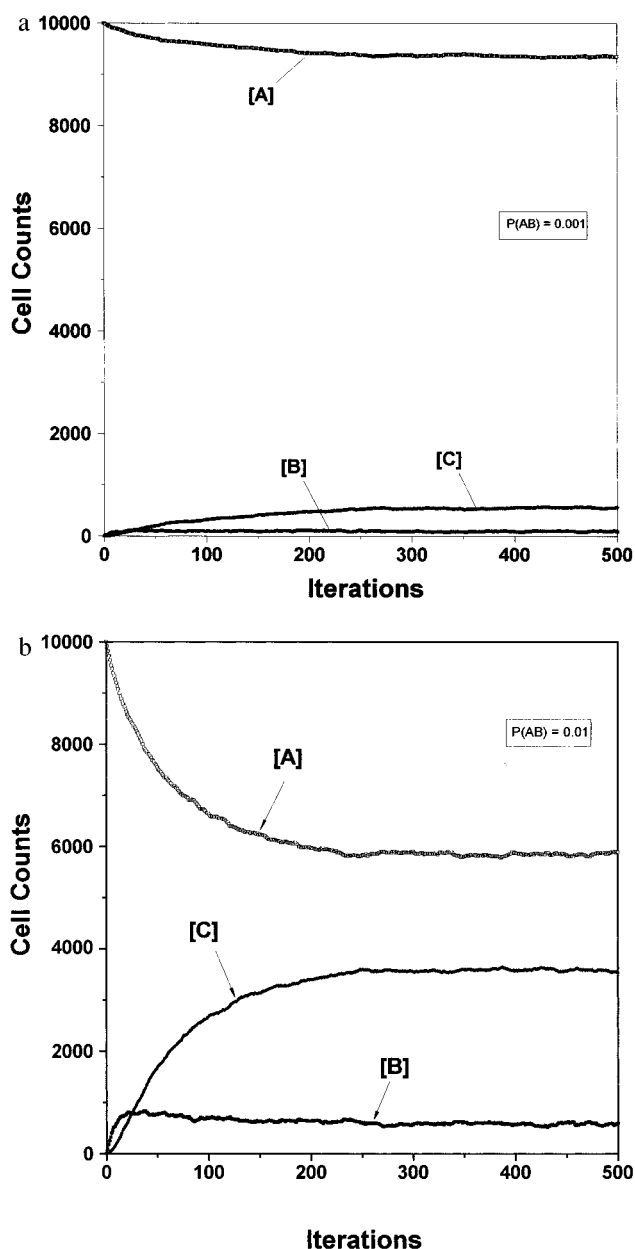 a
10000
[A]
8000
6000
P(AB) = 0.001
Cell Counts
4000
2000
[B]
[C]
0
0 100 200 300 400 500
Iterations
b
10000
P(AB) = 0.01
8000
[A]
6000
Cell Counts
4000
[C]
2000
[B]
0
0 100 200 300 400 500
Iterations